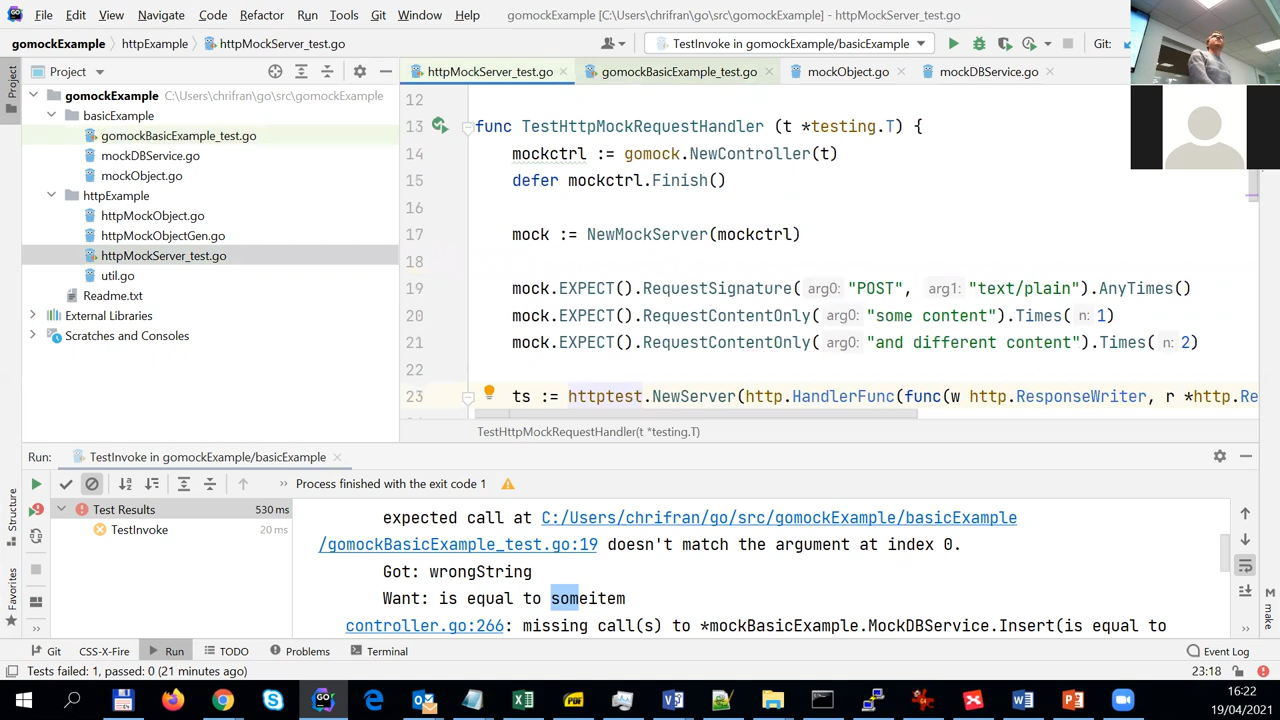 File Edit View Navigate Code Refactor Run Tools Git Window Help gomockExample [C:\Users\chrifran\go\src\gomockExample] - httpMockServer_test.go
gomockExample httpExample httpMockServer_test.go TestInvoke in gomockExample/basicExample Git:
Project httpMockServer_test.go gomockBasicExample_test.go mockObject.go mockDBService.go
Project
gomockExample C:\Users\chrifran\go\src\gomockExample
basicExample
gomockBasicExample_test.go
mockDBService.go
mockObject.go
httpExample
httpMockObject.go
httpMockObjectGen.go
httpMockServer_test.go
util.go
Readme.txt
External Libraries
Scratches and Consoles
12
13 func TestHttpMockRequestHandler (t *testing.T) {
14 mockctrl := gomock.NewController(t)
15 defer mockctrl.Finish()
16
17 mock := NewMockServer(mockctrl)
18
19 mock.EXPECT().RequestSignature( arg0: "POST", arg1: "text/plain").AnyTimes()
20 mock.EXPECT().RequestContentOnly( arg0: "some content").Times( n: 1)
21 mock.EXPECT().RequestContentOnly( arg0: "and different content").Times( n: 2)
22
23 ts := httptest.NewServer(http.HandlerFunc(func(w http.ResponseWriter, r *http.Re
TestHttpMockRequestHandler(t *testing.T)
Run: TestInvoke in gomockExample/basicExample
Process finished with the exit code 1
Test Results 530 ms
TestInvoke 20 ms
expected call at C:/Users/chrifran/go/src/gomockExample/basicExample
/gomockBasicExample_test.go:19 doesn't match the argument at index 0.
Got: wrongString
Want: is equal to someitem
controller.go:266: missing call(s) to *mockBasicExample.MockDBService.Insert(is equal to
Structure
Favorites
make
Git CSS-X-Fire Run TODO Problems Terminal Event Log
Tests failed: 1, passed: 0 (21 minutes ago) 23:18
16:22
19/04/2021